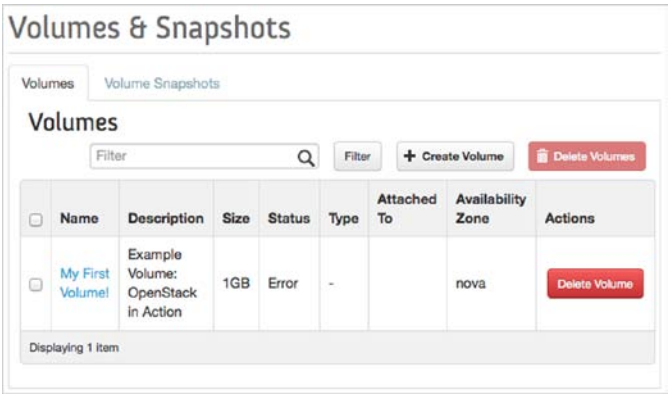 Volumes & Snapshots
Volumes Volume Snapshots
Volumes
Filter Filter + Create Volume Delete Volumes
Name Description Size Status Type Attached To Availability Zone Actions
My First Volume! Example Volume: OpenStack in Action 1GB Error - nova Delete Volume
Displaying 1 item